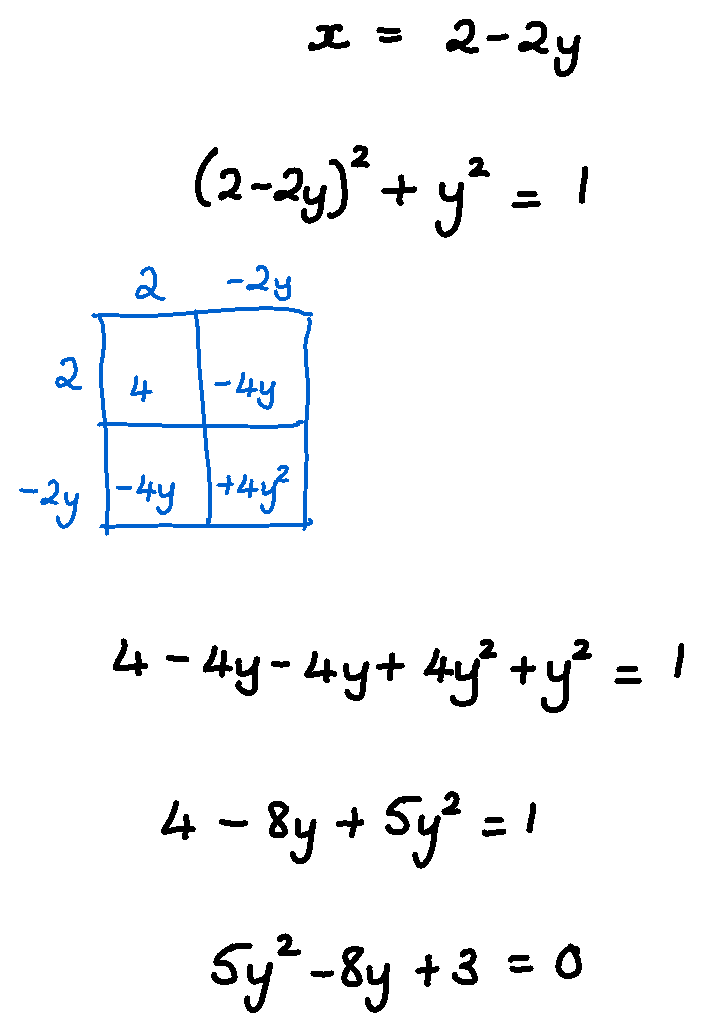 x = 2-2y
(2-2y)² + y² = 1
2 -2y
2 4 -4y
-2y -4y +4y²
4 - 4y - 4y + 4y² + y² = 1
4 - 8y + 5y² = 1
5y² - 8y + 3 = 0